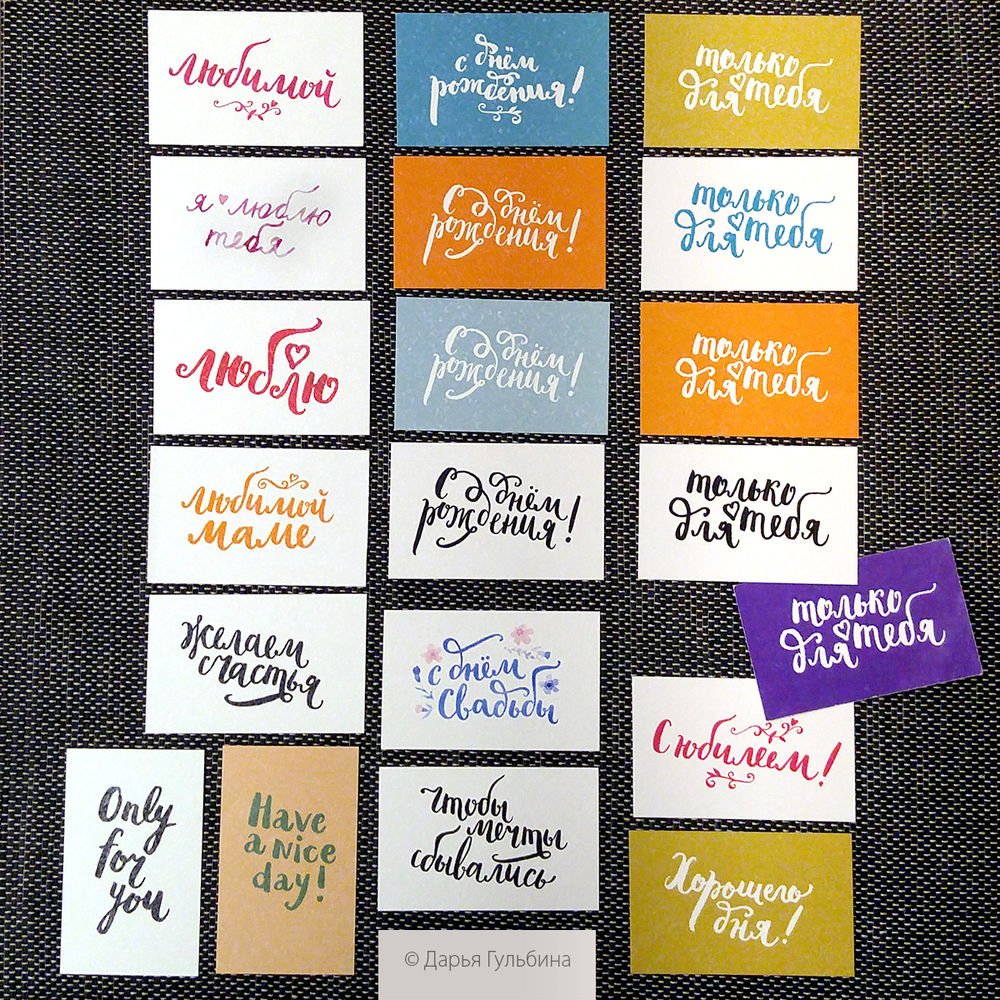 любимой
я люблю
тебя
люблю
любимой
маме
Желаем
счастья
Only
for
you
Have
a nice
day!
с днём
рождения!
С днём
рождения!
С днём
рождения!
С днём
рождения!
с днём
Свадьбы
Чтобы
мечты
сбывались
только
для тебя
только
для тебя
только
для тебя
только
для тебя
только
для тебя
С юбилеем!
Хорошего
дня!
© Дарья Гульбина